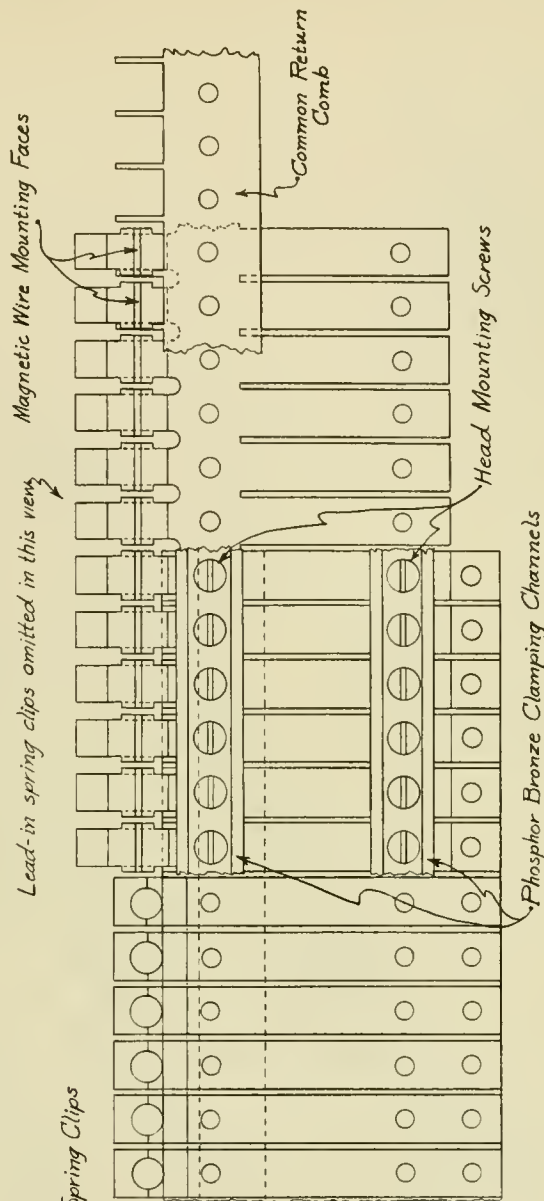 Lead-in spring clips omitted in this view
Magnetic Wire Mounting Faces
Common Return
Comb
Head Mounting Screws
Phosphor Bronze Clamping Channels
Clips